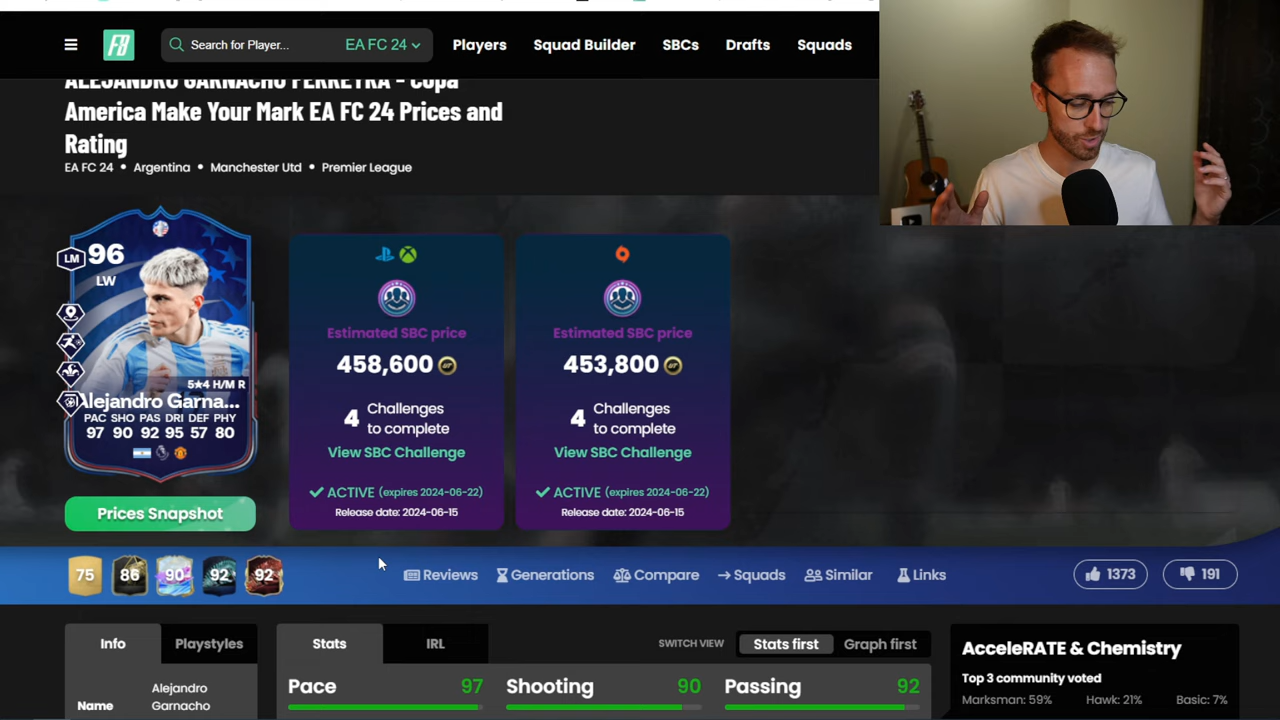 Search for Player...
EA FC 24
Players
Squad Builder
SBCs
Drafts
Squads
ALEJANDRO GARNACHO FERREYRA - Copa
America Make Your Mark EA FC 24 Prices and
Rating
EA FC 24 • Argentina • Manchester Utd • Premier League
LM
96
LW
5★4 H/M R
Alejandro Garna...
PAC SHO PAS DRI DEF PHY
97 90 92 95 57 80
Prices Snapshot
Estimated SBC price
458,600
4 Challenges
to complete
View SBC Challenge
ACTIVE (expires 2024-06-22)
Release date: 2024-06-15
Estimated SBC price
453,800
4 Challenges
to complete
View SBC Challenge
ACTIVE (expires 2024-06-22)
Release date: 2024-06-15
75
86
90
92
92
Reviews
Generations
Compare
Squads
Similar
Links
1373
191
Info
Playstyles
Name
Alejandro
Garnacho
Stats
IRL
SWITCH VIEW
Stats first
Graph first
Pace 97
Shooting 90
Passing 92
AcceleRATE & Chemistry
Top 3 community voted
Marksman: 59%
Hawk: 21%
Basic: 7%